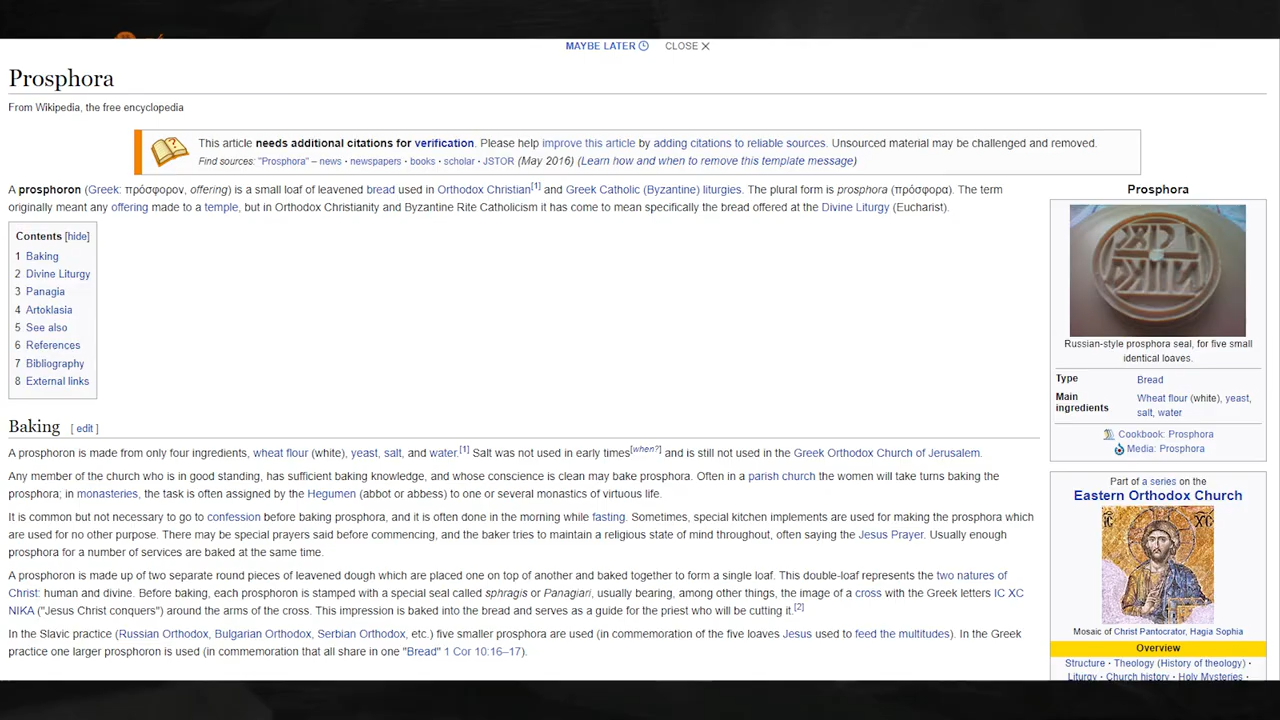 MAYBE LATER CLOSE
Prosphora
From Wikipedia, the free encyclopedia
This article needs additional citations for verification. Please help improve this article by adding citations to reliable sources. Unsourced material may be challenged and removed.
Find sources: "Prosphora" – news · newspapers · books · scholar · JSTOR (May 2016) (Learn how and when to remove this template message)
A prosphoron (Greek: πρόσφορον, offering) is a small loaf of leavened bread used in Orthodox Christian[1] and Greek Catholic (Byzantine) liturgies. The plural form is prosphora (πρόσφορα). The term
originally meant any offering made to a temple, but in Orthodox Christianity and Byzantine Rite Catholicism it has come to mean specifically the bread offered at the Divine Liturgy (Eucharist).
Contents [hide]
1 Baking
2 Divine Liturgy
3 Panagia
4 Artoklasia
5 See also
6 References
7 Bibliography
8 External links
Baking [ edit ]
A prosphoron is made from only four ingredients, wheat flour (white), yeast, salt, and water.[1] Salt was not used in early times[when?] and is still not used in the Greek Orthodox Church of Jerusalem.
Any member of the church who is in good standing, has sufficient baking knowledge, and whose conscience is clean may bake prosphora. Often in a parish church the women will take turns baking the
prosphora; in monasteries, the task is often assigned by the Hegumen (abbot or abbess) to one or several monastics of virtuous life.
It is common but not necessary to go to confession before baking prosphora, and it is often done in the morning while fasting. Sometimes, special kitchen implements are used for making the prosphora which
are used for no other purpose. There may be special prayers said before commencing, and the baker tries to maintain a religious state of mind throughout, often saying the Jesus Prayer. Usually enough
prosphora for a number of services are baked at the same time.
A prosphoron is made up of two separate round pieces of leavened dough which are placed one on top of another and baked together to form a single loaf. This double-loaf represents the two natures of
Christ: human and divine. Before baking, each prosphoron is stamped with a special seal called sphragis or Panagiari, usually bearing, among other things, the image of a cross with the Greek letters IC XC
NIKA ("Jesus Christ conquers") around the arms of the cross. This impression is baked into the bread and serves as a guide for the priest who will be cutting it.[2]
In the Slavic practice (Russian Orthodox, Bulgarian Orthodox, Serbian Orthodox, etc.) five smaller prosphora are used (in commemoration of the five loaves Jesus used to feed the multitudes). In the Greek
practice one larger prosphoron is used (in commemoration that all share in one "Bread" 1 Cor 10:16–17).
Prosphora
Russian-style prosphora seal, for five small
identical loaves.
Type Bread
Main ingredients Wheat flour (white), yeast,
salt, water
Cookbook: Prosphora
Media: Prosphora
Part of a series on the
Eastern Orthodox Church
Mosaic of Christ Pantocrator, Hagia Sophia
Overview
Structure · Theology (History of theology) ·
Liturgy · Church history · Holy Mysteries ·